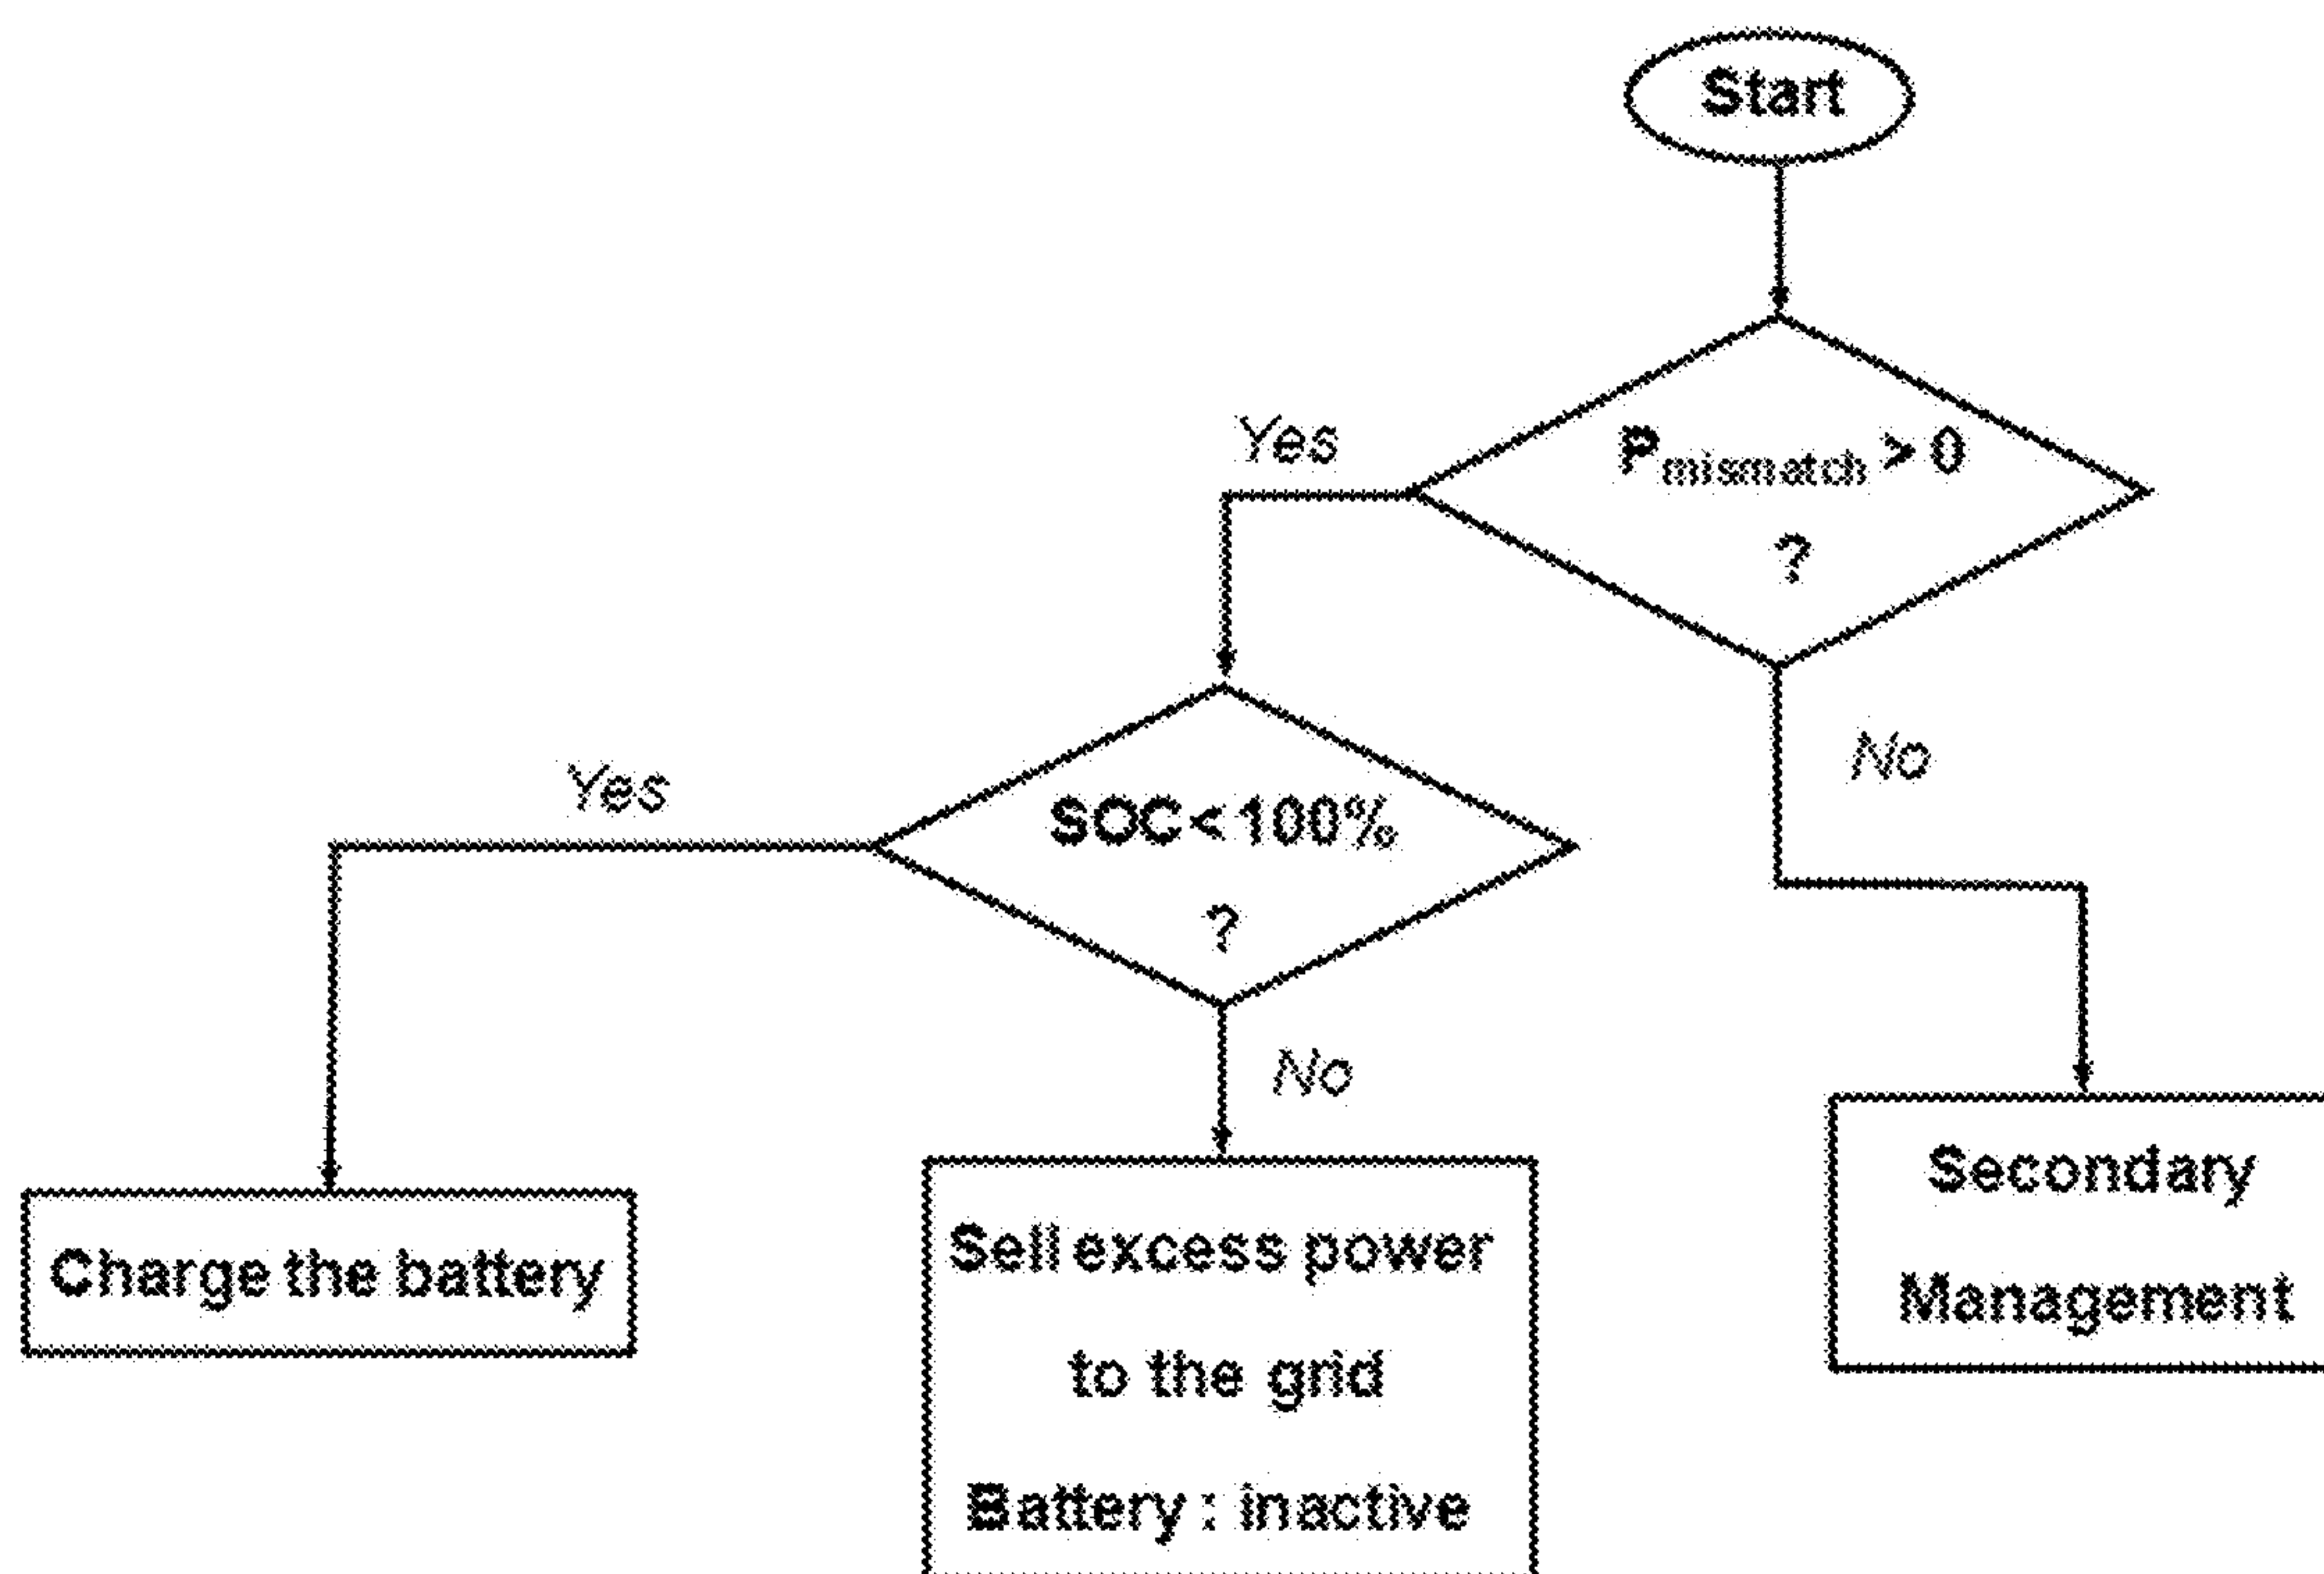 Start
Yes
P mismatch > 0
?
No
Yes
SOC < 100%
?
No
Charge the battery
Sell excess power
to the grid
Battery : inactive
Secondary
Management